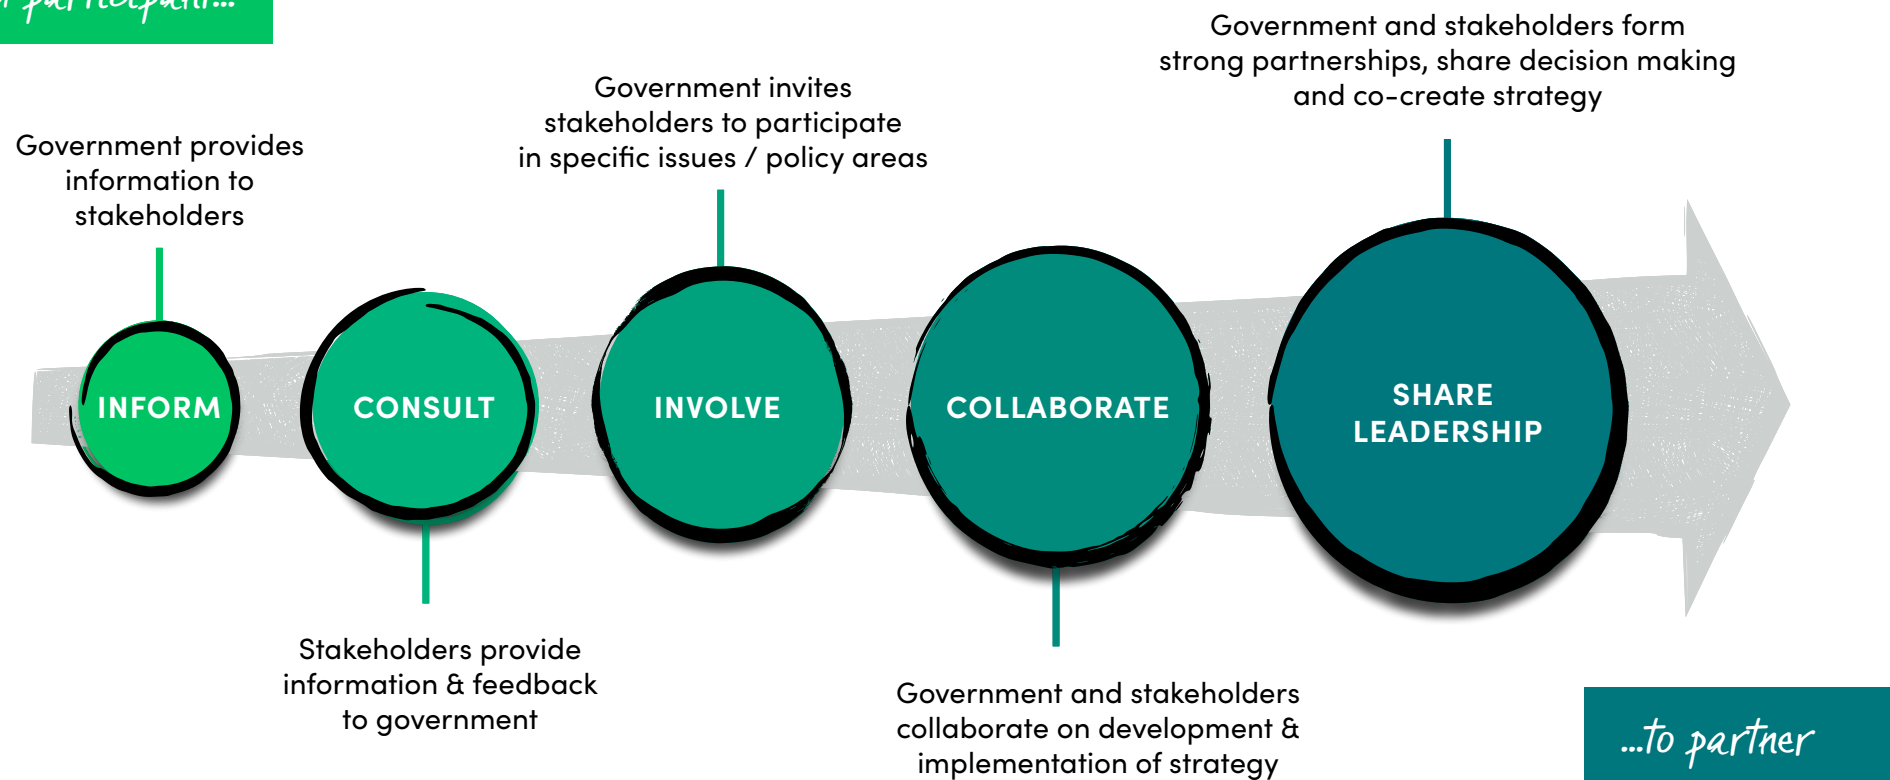 participant...
Government provides
information to
stakeholders
Government invites
stakeholders to participate
in specific issues / policy areas
Government and stakeholders form
strong partnerships, share decision making
and co-create strategy
INFORM
CONSULT
INVOLVE
COLLABORATE
SHARE
LEADERSHIP
Stakeholders provide
information & feedback
to government
Government and stakeholders
collaborate on development &
implementation of strategy
...to partner